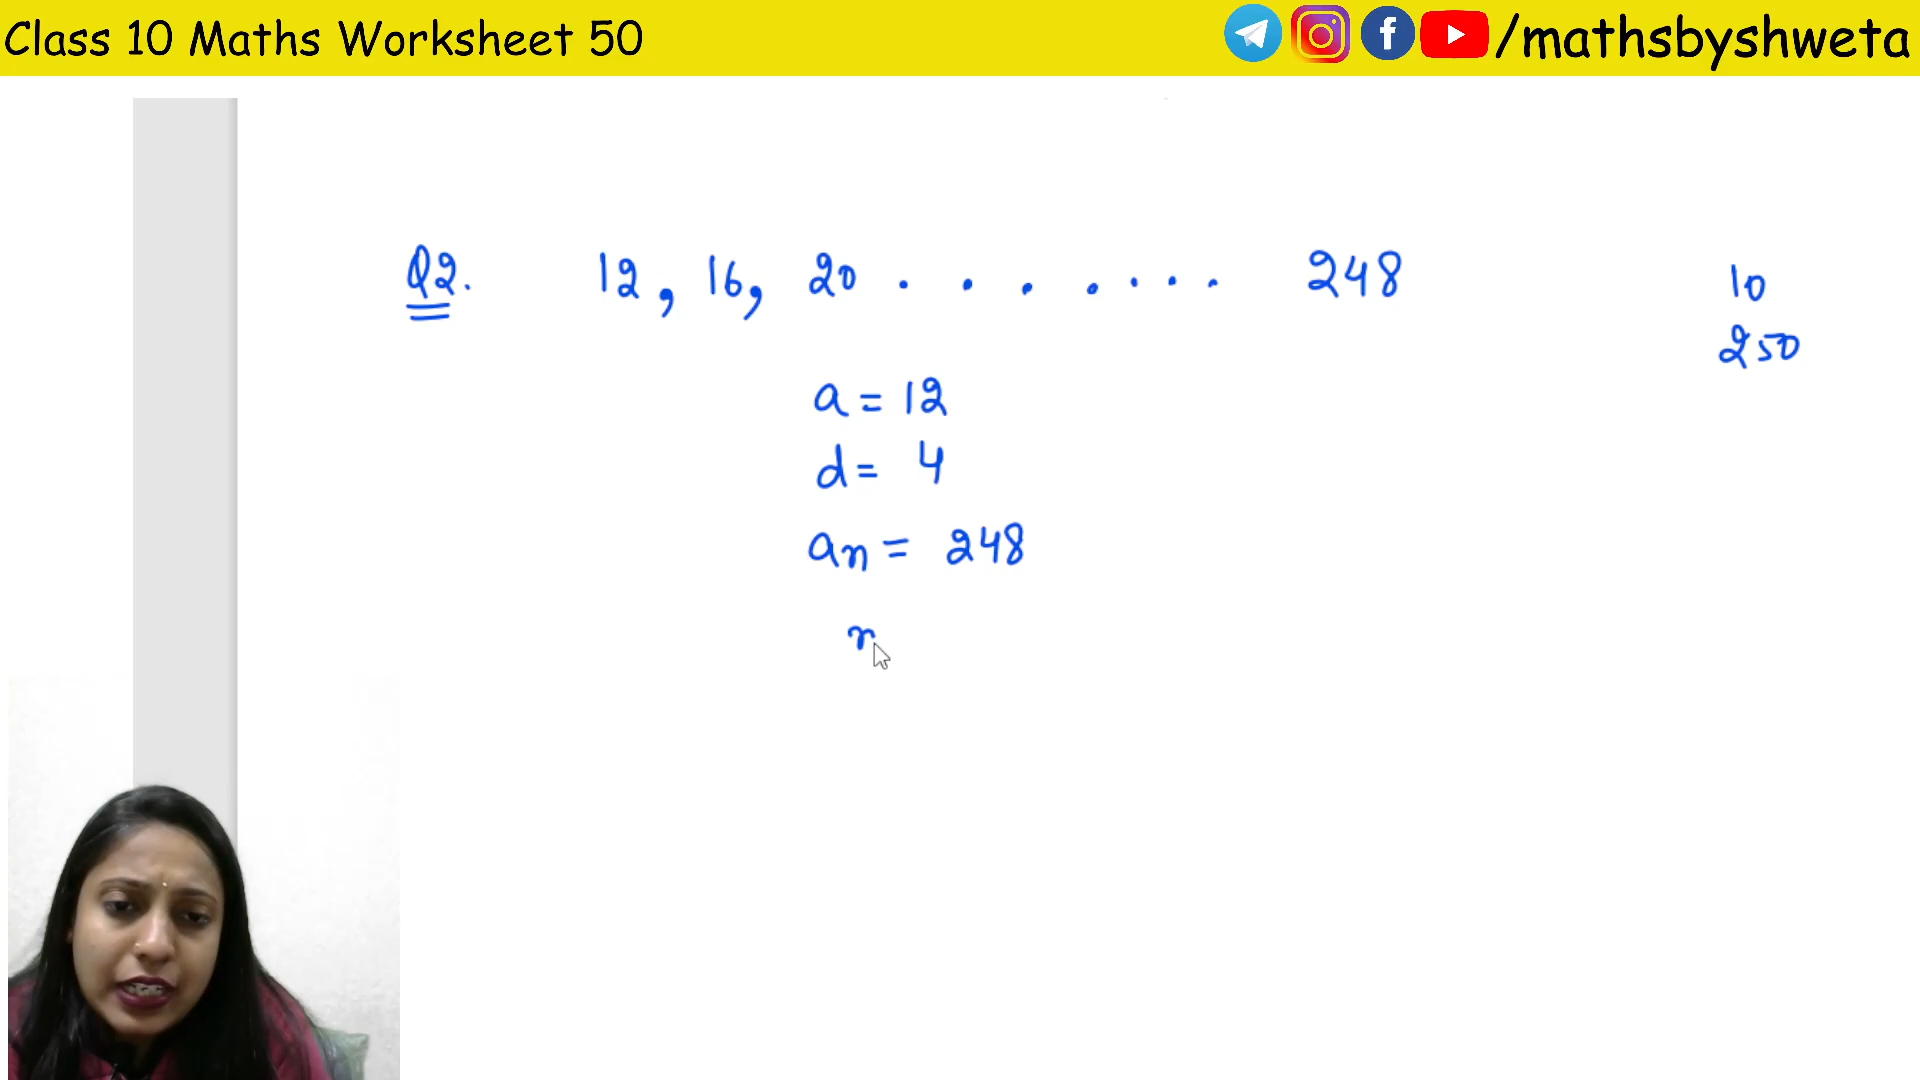 Class 10 Maths Worksheet 50
/mathsbyshweta
Q2. 12, 16, 20 . . . . . . . 248
10
250
a = 12
d = 4
an = 248
n